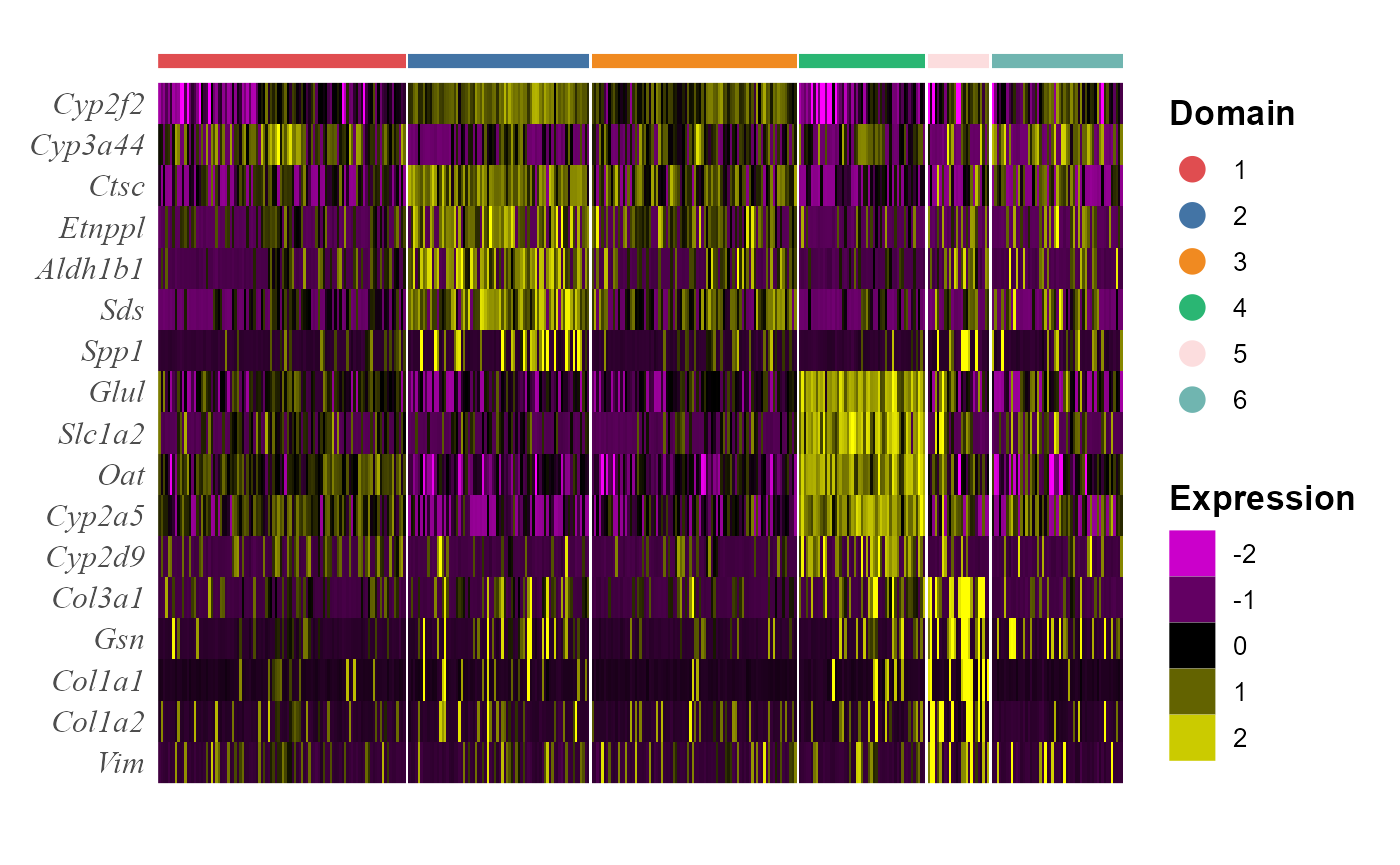 Cyp2f2
Cyp3a44
Ctsc
Etnppl
Aldh1b1
Sds
Spp1
Glul
Slc1a2
Oat
Cyp2a5
Cyp2d9
Col3a1
Gsn
Col1a1
Col1a2
Vim
Domain
1
2
3
4
5
6
Expression
-2
-1
0
1
2